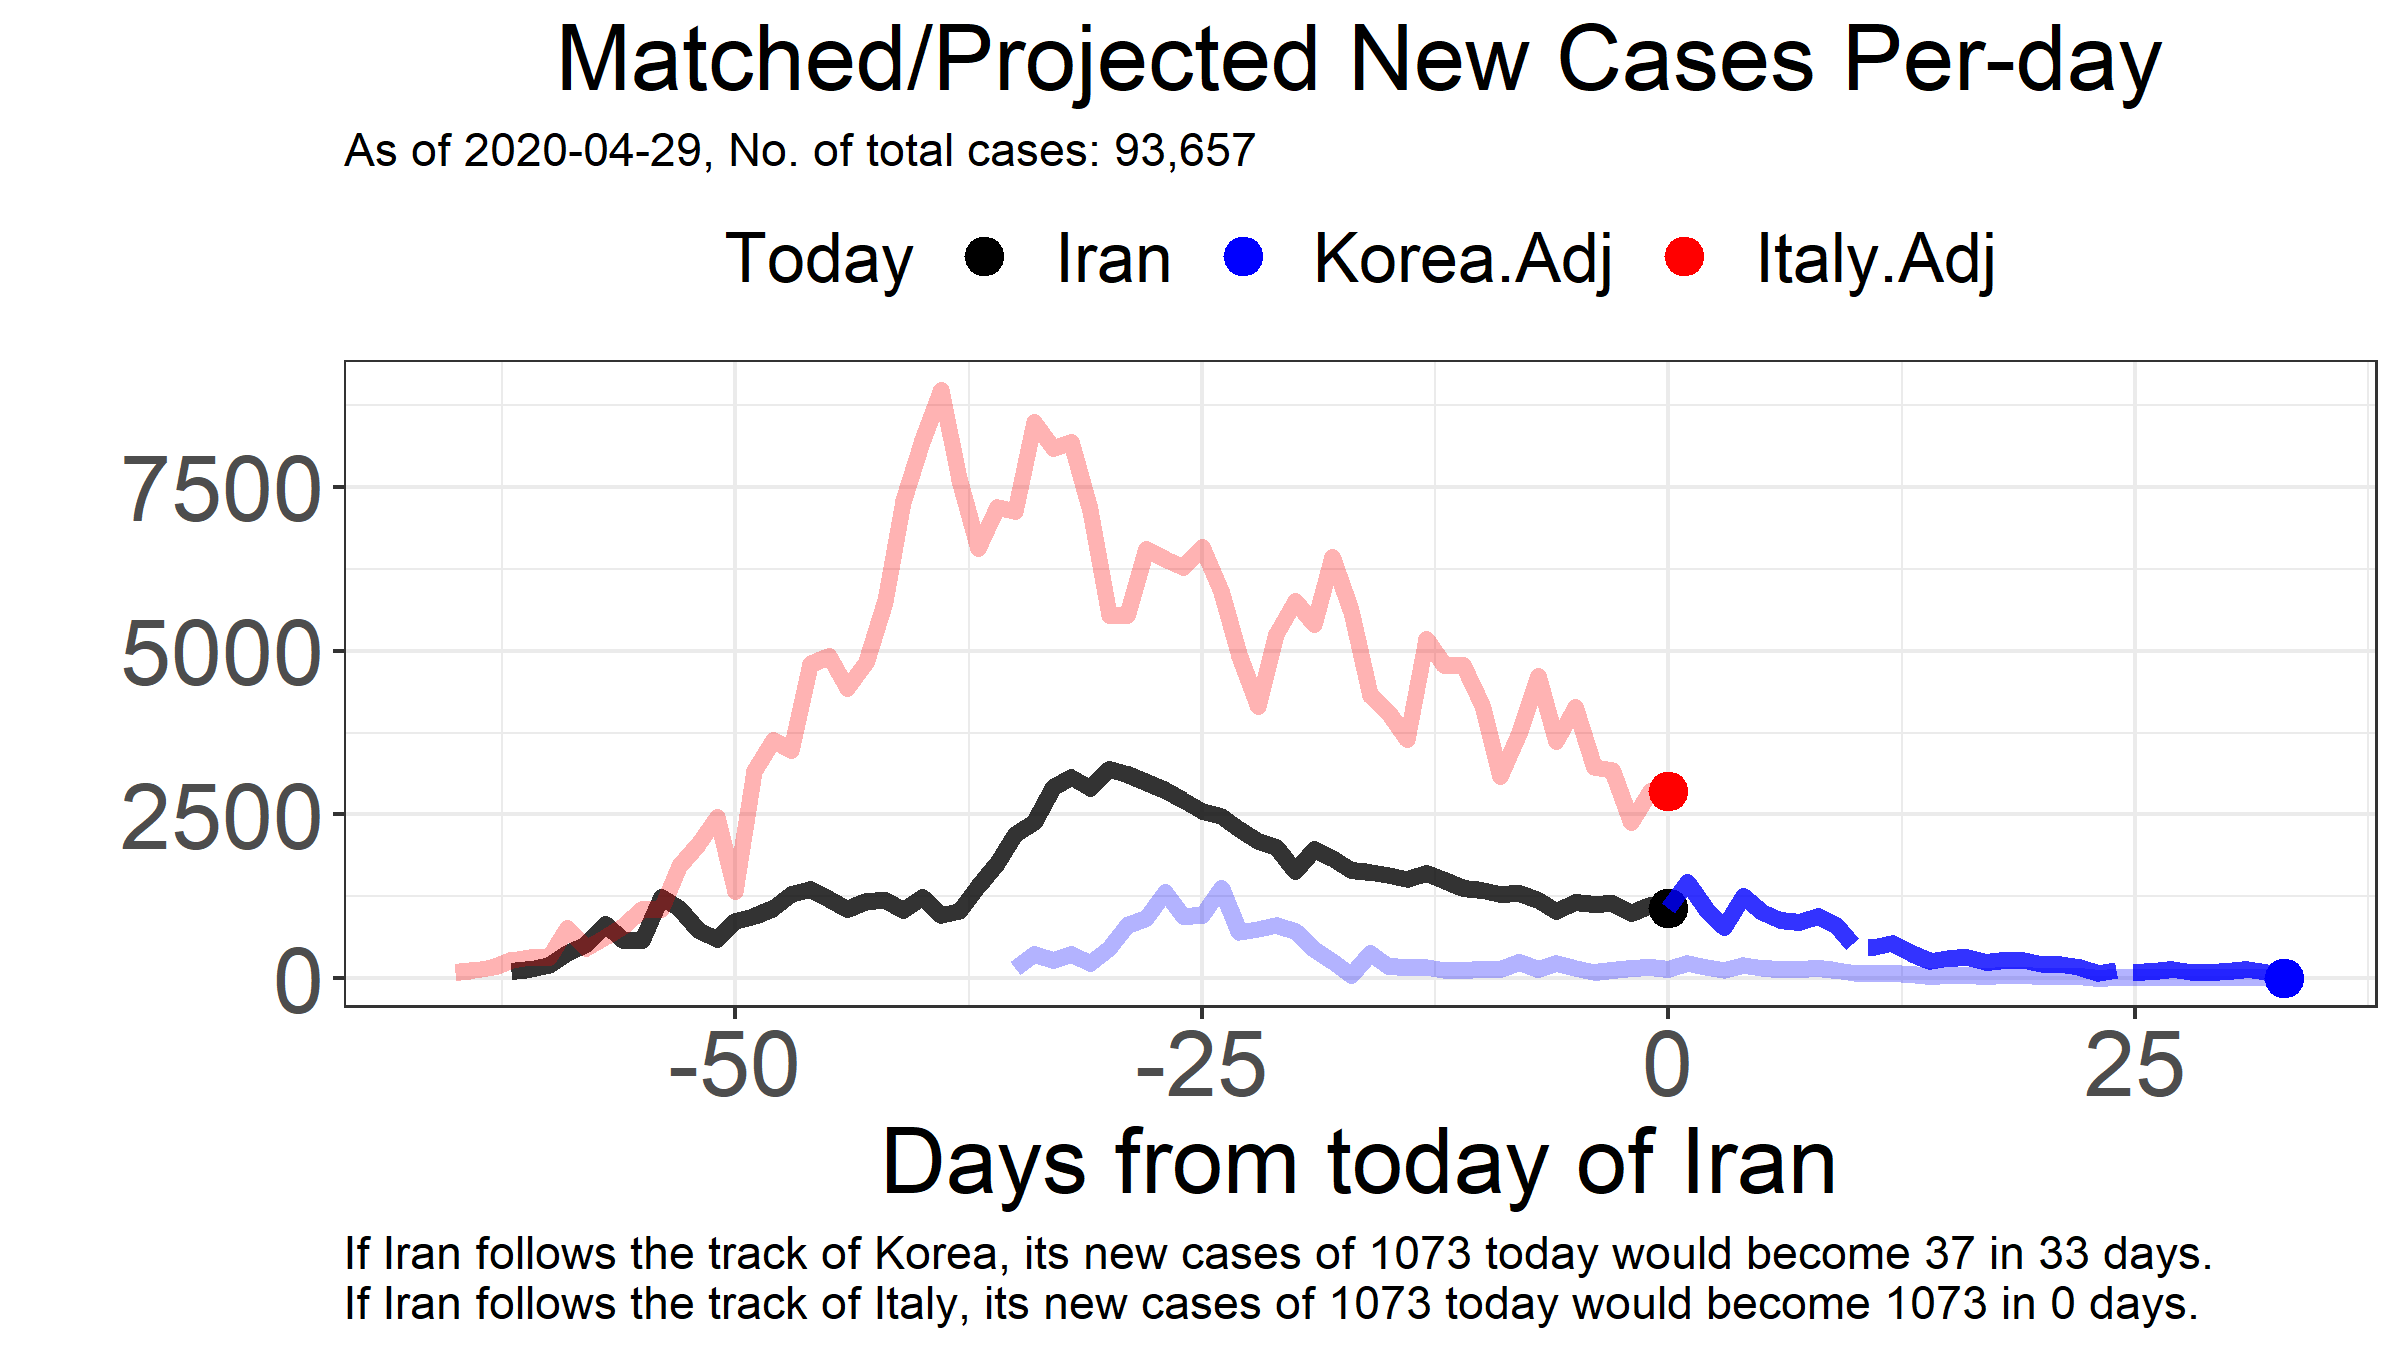 Matched/Projected New Cases Per-day
As of 2020-04-29, No. of total cases: 93,657
Today Iran Korea.Adj Italy.Adj
7500
5000
2500
0
-50 -25 0 25
Days from today of Iran
If Iran follows the track of Korea, its new cases of 1073 today would become 37 in 33 days.
If Iran follows the track of Italy, its new cases of 1073 today would become 1073 in 0 days.